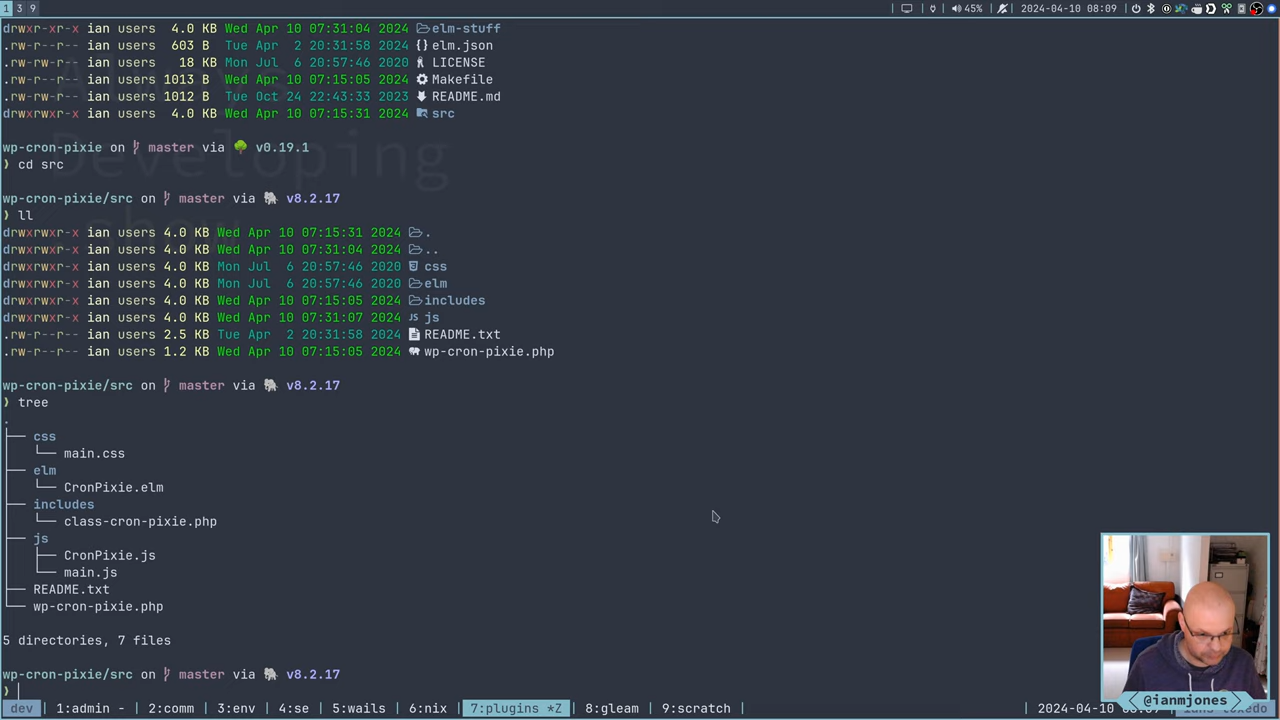 1 3 9 45% 2024-04-10 08:09
drwxr-xr-x ian users 4.0 KB Wed Apr 10 07:31:04 2024 elm-stuff
.rw-r--r-- ian users 603 B Tue Apr 2 20:31:58 2024 {} elm.json
.rw-rw-r-- ian users 18 KB Mon Jul 6 20:57:46 2020 LICENSE
.rw-r--r-- ian users 1013 B Wed Apr 10 07:15:05 2024 Makefile
.rw-rw-r-- ian users 1012 B Tue Oct 24 22:43:33 2023 README.md
drwxrwxr-x ian users 4.0 KB Wed Apr 10 07:15:31 2024 src
Developing
show
wp-cron-pixie on master via v0.19.1
❯ cd src
wp-cron-pixie/src on master via v8.2.17
❯ ll
drwxrwxr-x ian users 4.0 KB Wed Apr 10 07:15:31 2024 .
drwxrwxr-x ian users 4.0 KB Wed Apr 10 07:31:04 2024 ..
drwxrwxr-x ian users 4.0 KB Mon Jul 6 20:57:46 2020 css
drwxrwxr-x ian users 4.0 KB Mon Jul 6 20:57:46 2020 elm
drwxrwxr-x ian users 4.0 KB Wed Apr 10 07:15:05 2024 includes
drwxrwxr-x ian users 4.0 KB Wed Apr 10 07:31:07 2024 JS js
.rw-r--r-- ian users 2.5 KB Tue Apr 2 20:31:58 2024 README.txt
.rw-r--r-- ian users 1.2 KB Wed Apr 10 07:15:05 2024 wp-cron-pixie.php
wp-cron-pixie/src on master via v8.2.17
❯ tree
.
├── css
│   └── main.css
├── elm
│   └── CronPixie.elm
├── includes
│   └── class-cron-pixie.php
├── js
│   ├── CronPixie.js
│   └── main.js
├── README.txt
└── wp-cron-pixie.php
5 directories, 7 files
wp-cron-pixie/src on master via v8.2.17
❯
@ianmjones
dev | 1:admin - | 2:comm | 3:env | 4:se | 5:wails | 6:nix | 7:plugins *Z | 8:gleam | 9:scratch | 2024-04-10